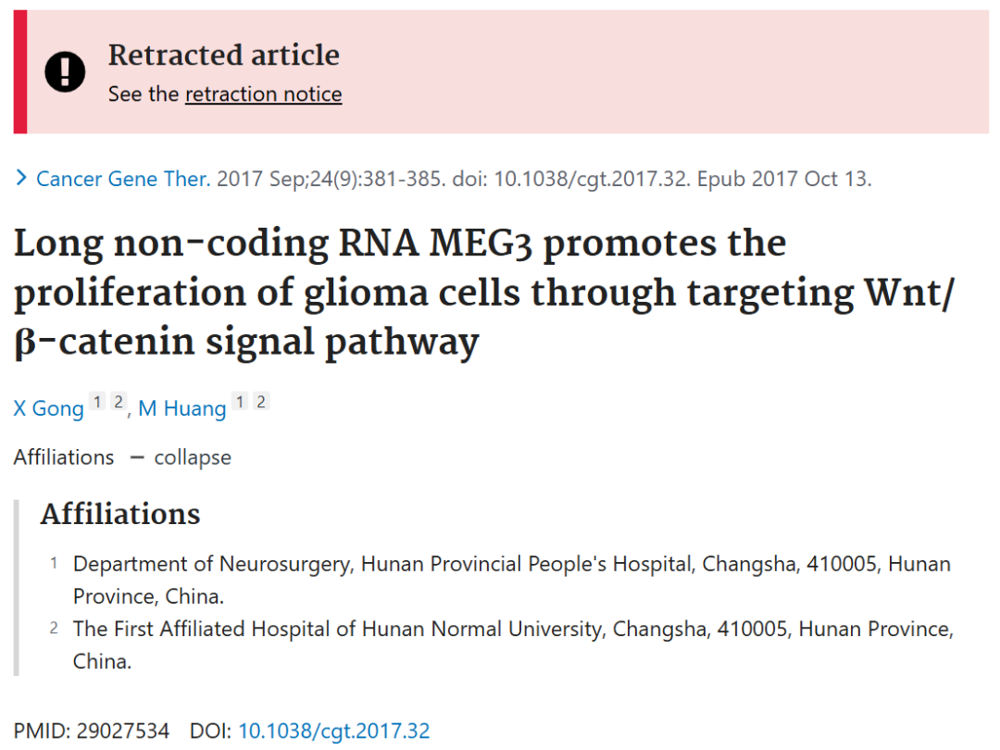 Retracted article
See the retraction notice
Cancer Gene Ther. 2017 Sep;24(9):381-385. doi: 10.1038/cgt.2017.32. Epub 2017 Oct 13.
Long non-coding RNA MEG3 promotes the
proliferation of glioma cells through targeting Wnt/
β-catenin signal pathway
X Gong 1 2, M Huang 1 2
Affiliations — collapse
Affiliations
1 Department of Neurosurgery, Hunan Provincial People's Hospital, Changsha, 410005, Hunan
Province, China.
2 The First Affiliated Hospital of Hunan Normal University, Changsha, 410005, Hunan Province,
China.
PMID: 29027534 DOI: 10.1038/cgt.2017.32